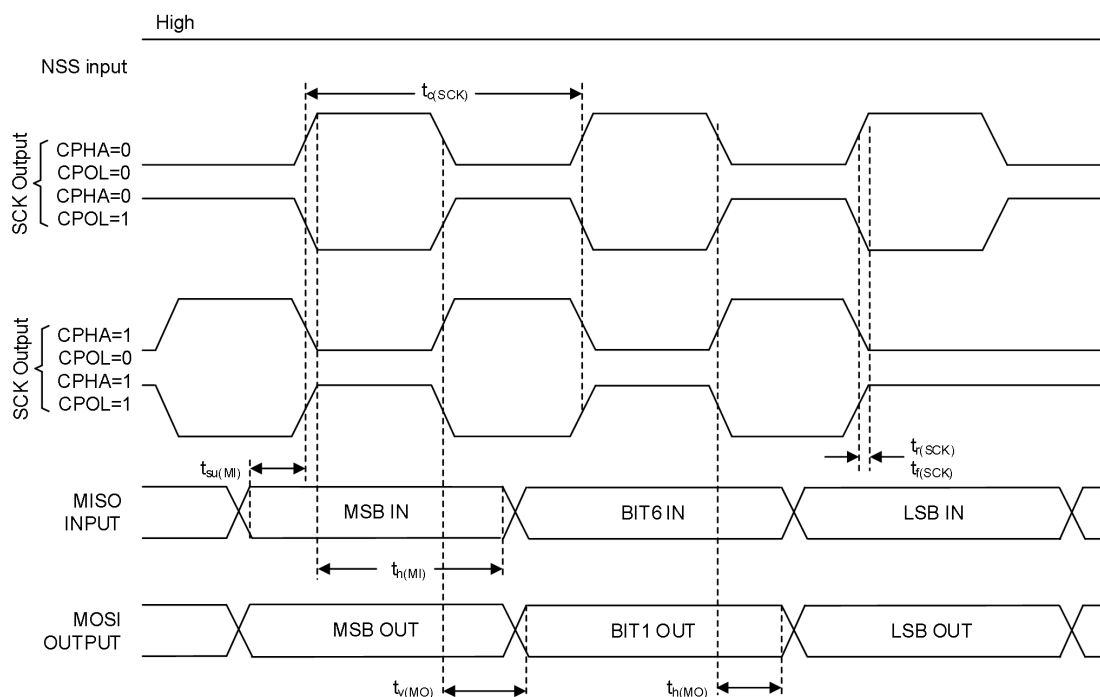 High
NSS input
tc(SCK)
SCK Output
CPHA=0
CPOL=0
CPHA=0
CPOL=1
SCK Output
CPHA=1
CPOL=0
CPHA=1
CPOL=1
tsu(MI)
tr(SCK)
tf(SCK)
MISO
INPUT
MSB IN
BIT6 IN
LSB IN
th(MI)
MOSI
OUTPUT
MSB OUT
BIT1 OUT
LSB OUT
tv(MO)
th(MO)